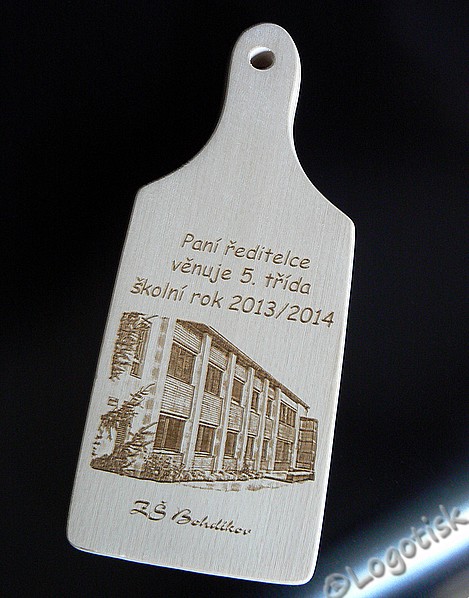 Paní ředitelce
věnuje 5. třída
školní rok 2013/2014
ZŠ Bohdíkov
©Logotisk